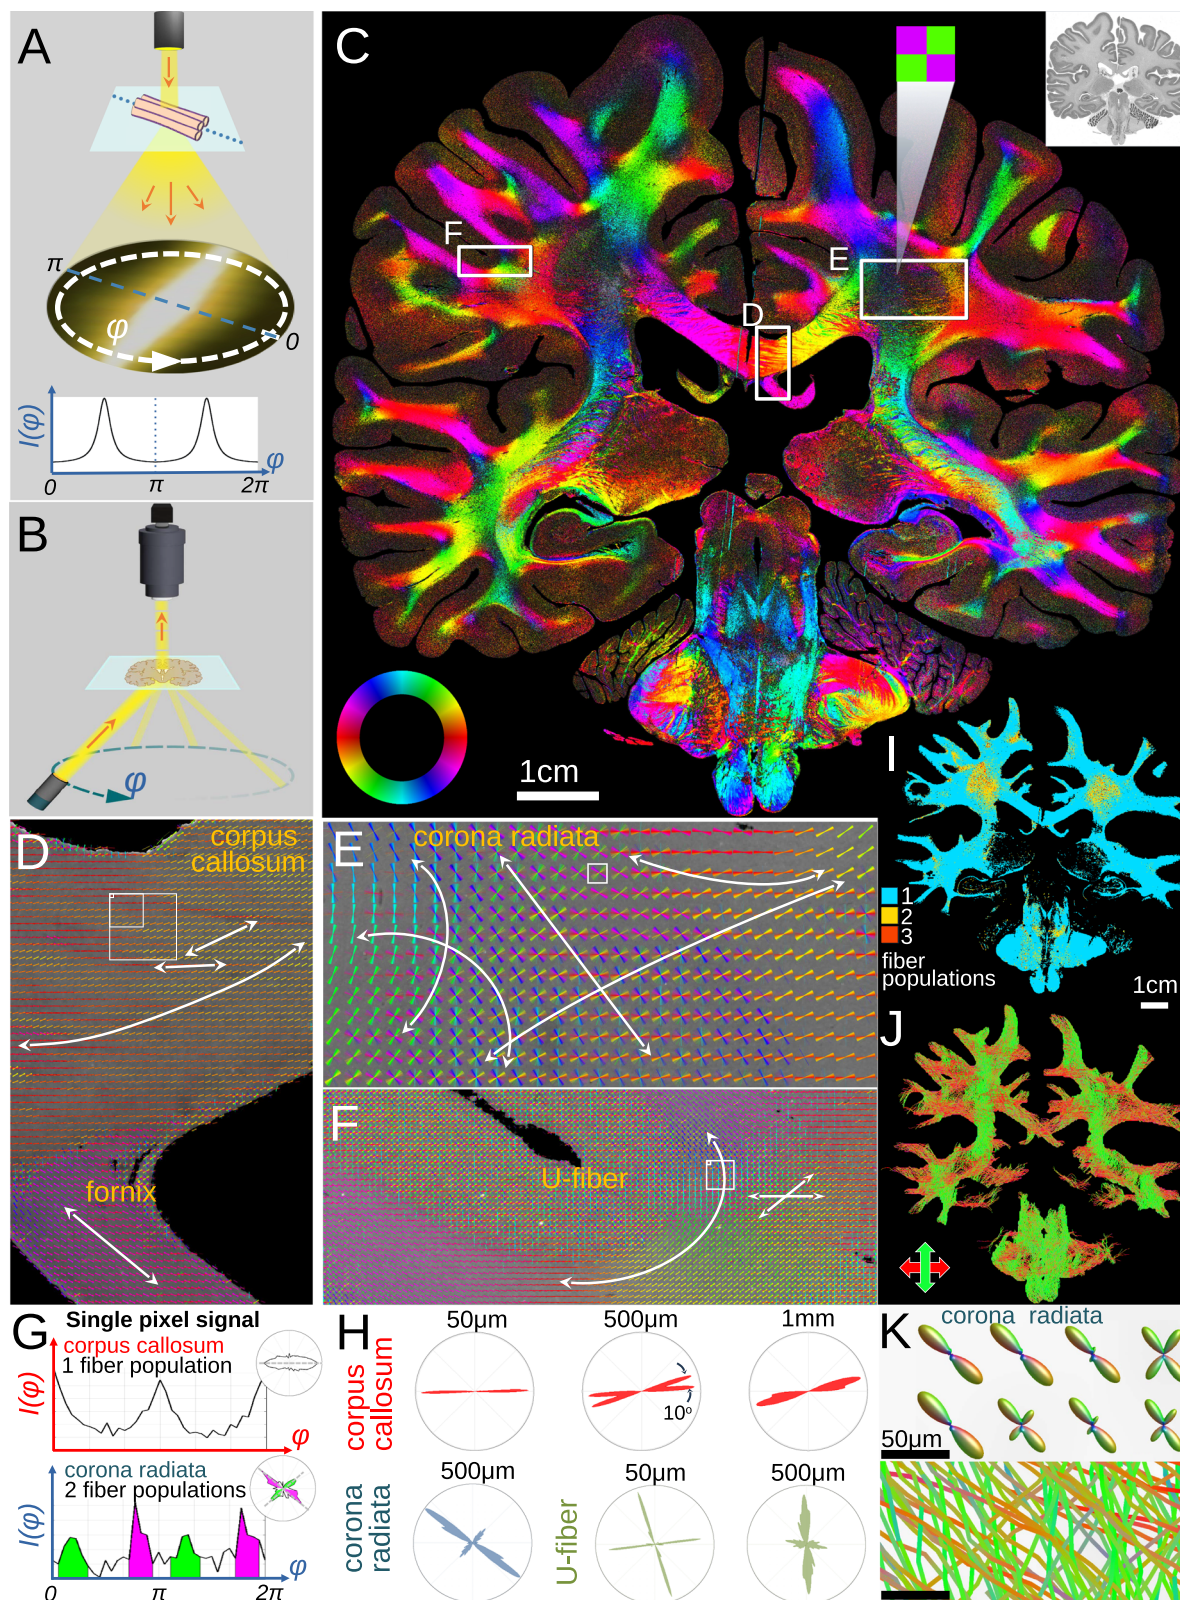 A
π
φ
0
I(φ)
φ
0
π
2π
B
φ
C
F
E
D
1cm
I
1
2
3
fiber
populations
1cm
D
corpus
callosum
fornix
E
corona radiata
F
U-fiber
J
G
Single pixel signal
corpus callosum
1 fiber population
I(φ)
φ
corona radiata
2 fiber populations
I(φ)
φ
0
π
2π
H
50µm
500µm
1mm
corpus
callosum
10⁰
500µm
50µm
500µm
corona
radiata
U-fiber
K
corona radiata
50µm